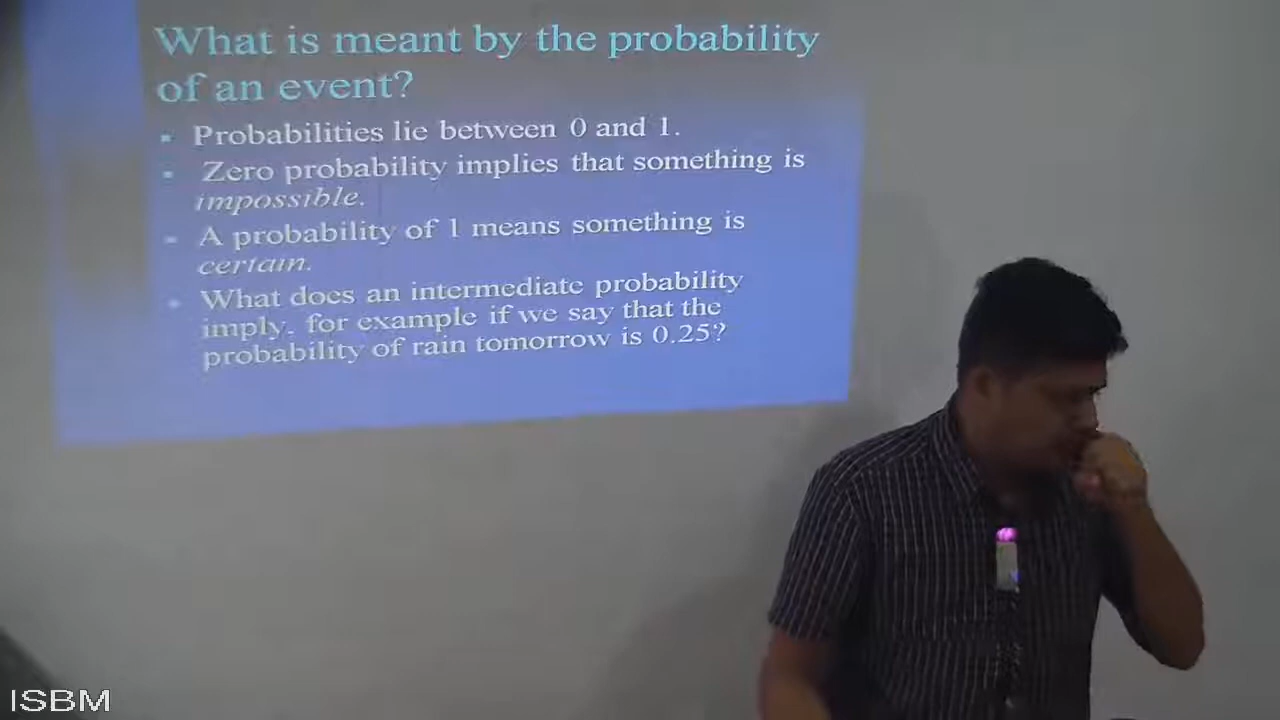 What is meant by the probability
of an event?
Probabilities lie between 0 and 1.
Zero probability implies that something is
impossible.
A probability of 1 means something is
certain.
What does an intermediate probability
imply, for example if we say that the
probability of rain tomorrow is 0.25?
ISBM